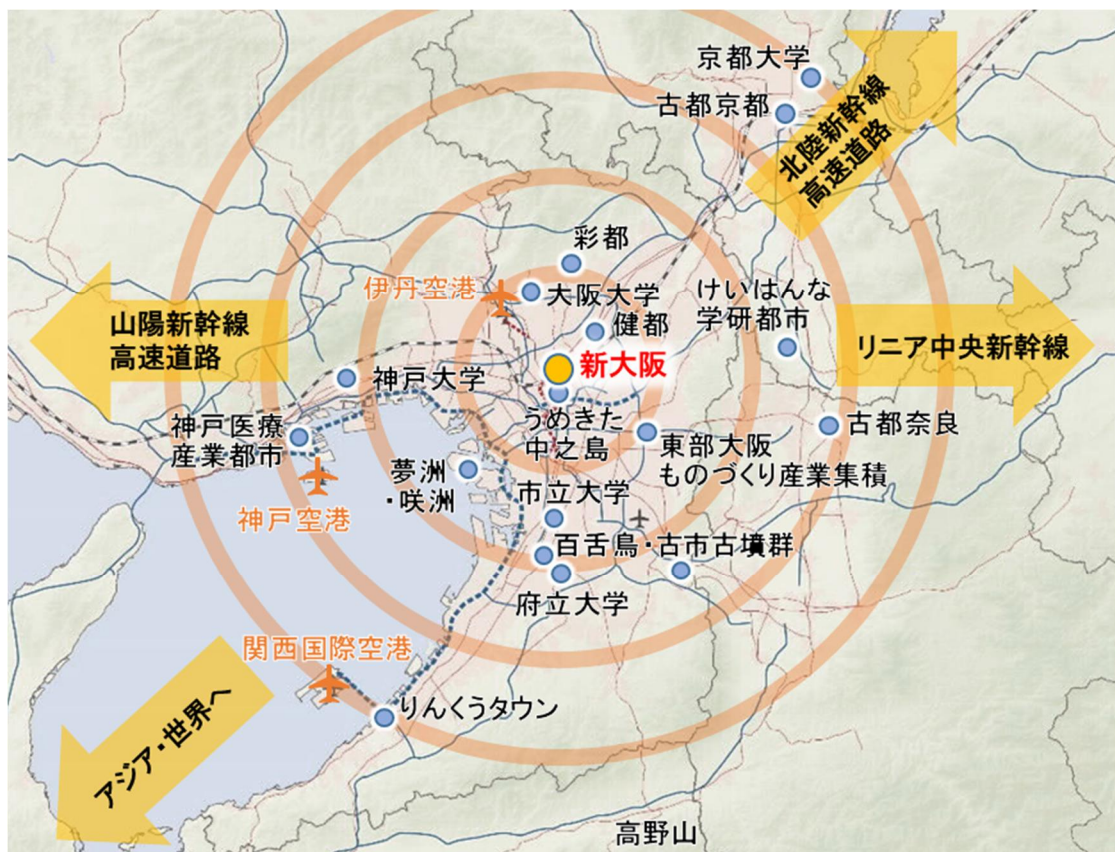 京都大学
古都京都
北陸新幹線
高速道路
彩都
伊丹空港
大阪大学
けいはんな
学研都市
健都
山陽新幹線
高速道路
リニア中央新幹線
新大阪
神戸大学
うめきた
中之島
神戸医療
産業都市
古都奈良
東部大阪
ものづくり産業集積
夢洲
・咲洲
市立大学
神戸空港
百舌鳥・古市古墳群
府立大学
関西国際空港
りんくうタウン
アジア・世界へ
高野山